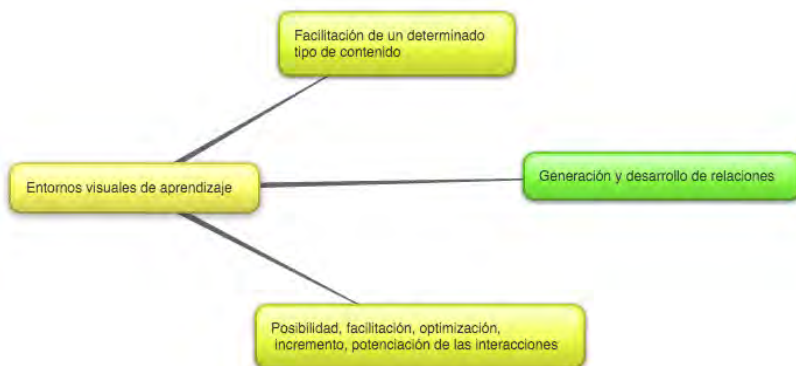 Facilitación de un determinado
tipo de contenido
Entornos visuales de aprendizaje
Generación y desarrollo de relaciones
Posibilidad, facilitación, optimización,
incremento, potenciación de las interacciones